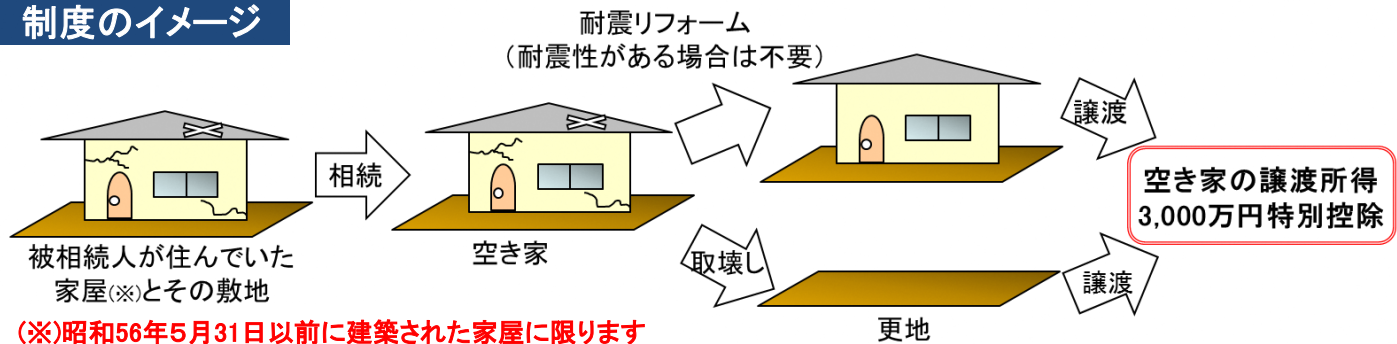 制度のイメージ
耐震リフォーム
（耐震性がある場合は不要）
相続
譲渡
空き家の譲渡所得
3,000万円特別控除
被相続人が住んでいた
家屋(※)とその敷地
空き家
取壊し
譲渡
更地
(※)昭和56年５月31日以前に建築された家屋に限ります